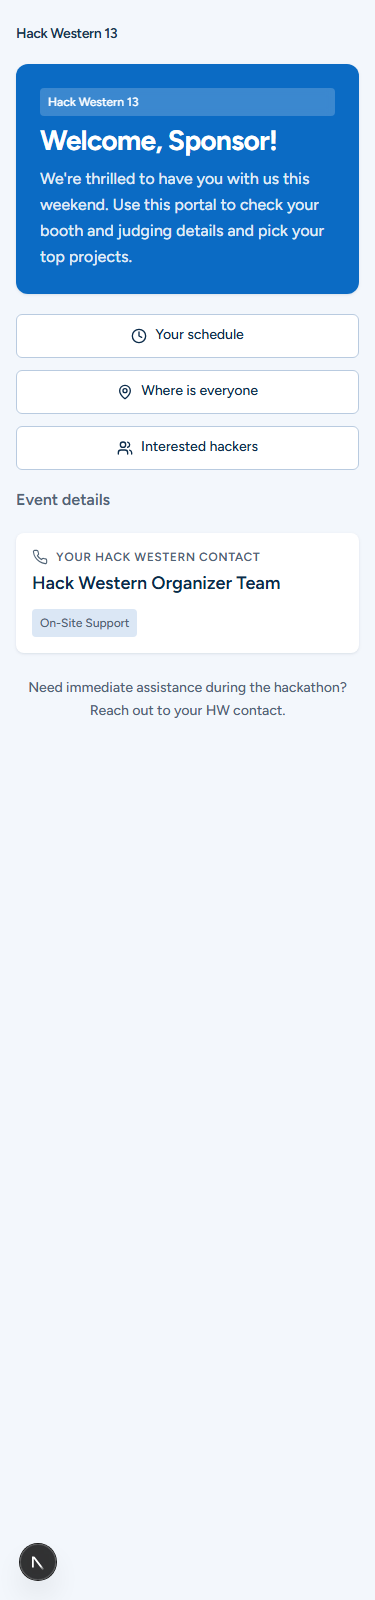 Hack Western 13
Hack Western 13
Welcome, Sponsor!
We're thrilled to have you with us this
weekend. Use this portal to check your
booth and judging details and pick your
top projects.
Your schedule
Where is everyone
Interested hackers
Event details
YOUR HACK WESTERN CONTACT
Hack Western Organizer Team
On-Site Support
Need immediate assistance during the hackathon?
Reach out to your HW contact.